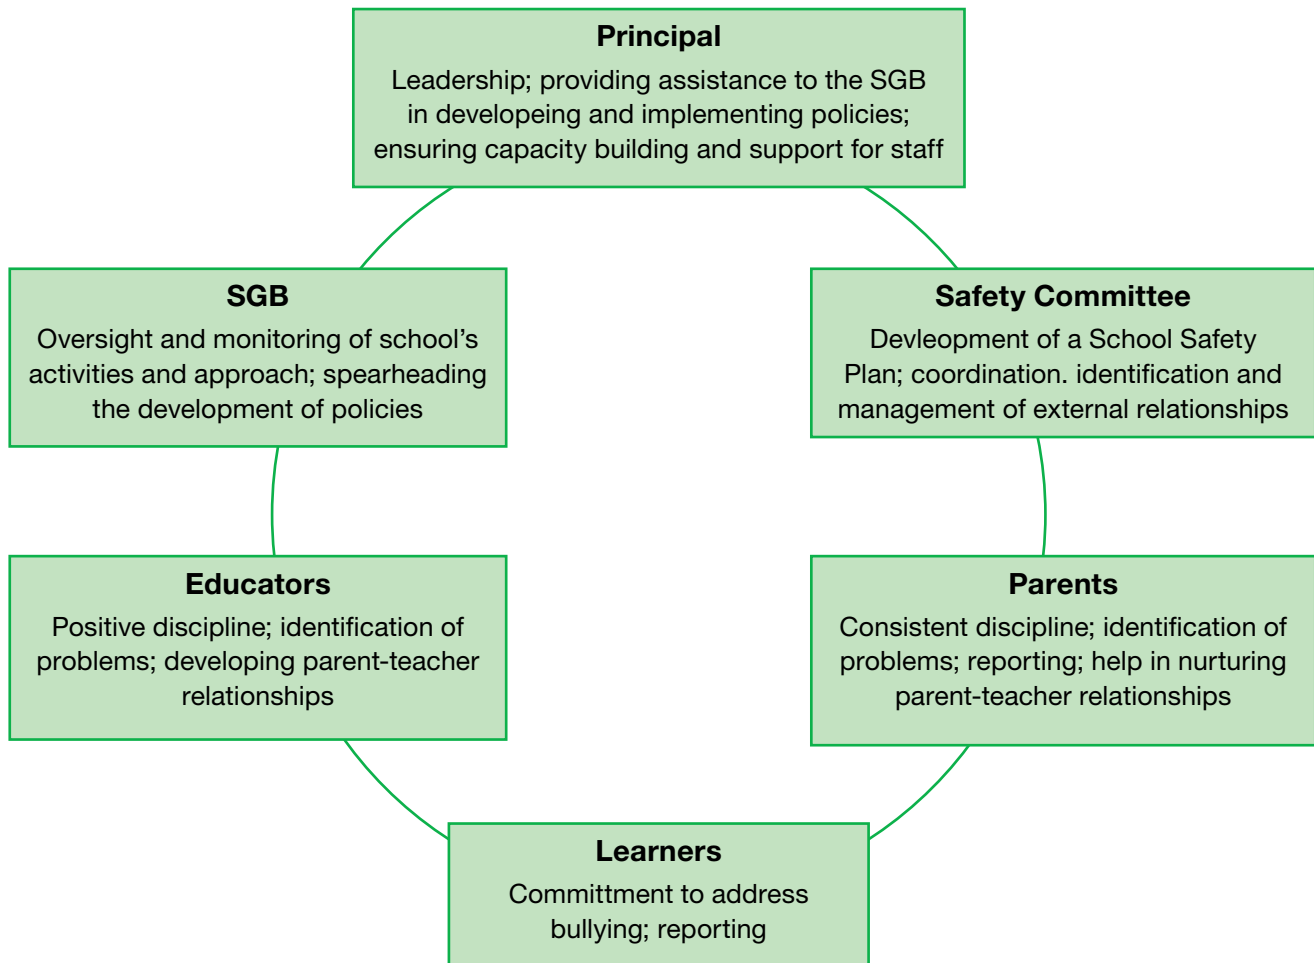 Principal
Leadership; providing assistance to the SGB
in developeing and implementing policies;
ensuring capacity building and support for staff
SGB
Oversight and monitoring of school’s
activities and approach; spearheading
the development of policies
Safety Committee
Devleopment of a School Safety
Plan; coordination. identification and
management of external relationships
Educators
Positive discipline; identification of
problems; developing parent-teacher
relationships
Parents
Consistent discipline; identification of
problems; reporting; help in nurturing
parent-teacher relationships
Learners
Committment to address
bullying; reporting